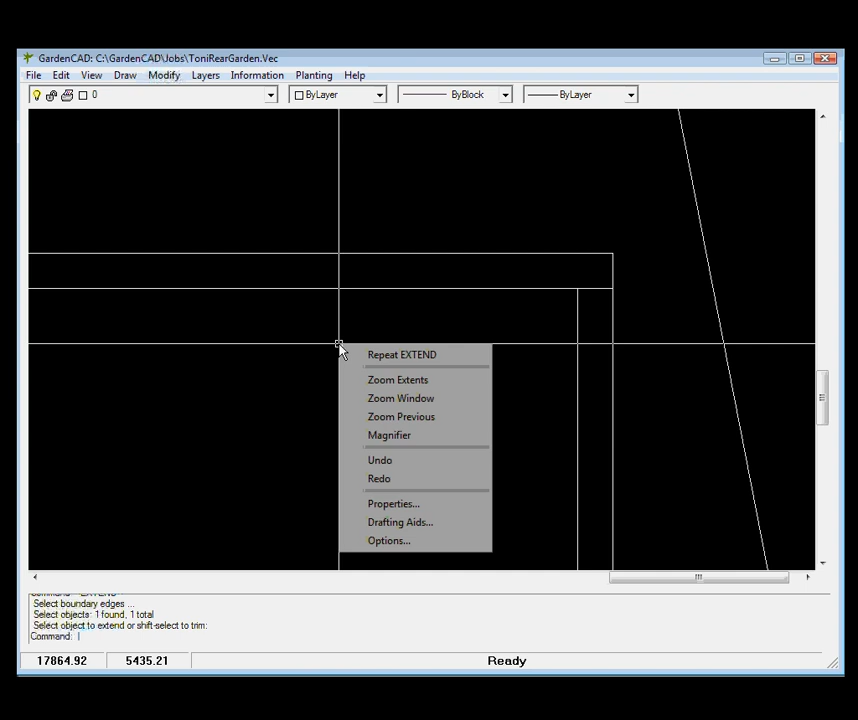 GardenCAD: C:\GardenCAD\Jobs\ToniRearGarden.Vec
File Edit View Draw Modify Layers Information Planting Help
0 ByLayer ByBlock ByLayer
Repeat EXTEND
Zoom Extents
Zoom Window
Zoom Previous
Magnifier
Undo
Redo
Properties...
Drafting Aids...
Options...
Select boundary edges ...
Select objects: 1 found, 1 total
Select object to extend or shift-select to trim:
Command:
17864.92 5435.21 Ready